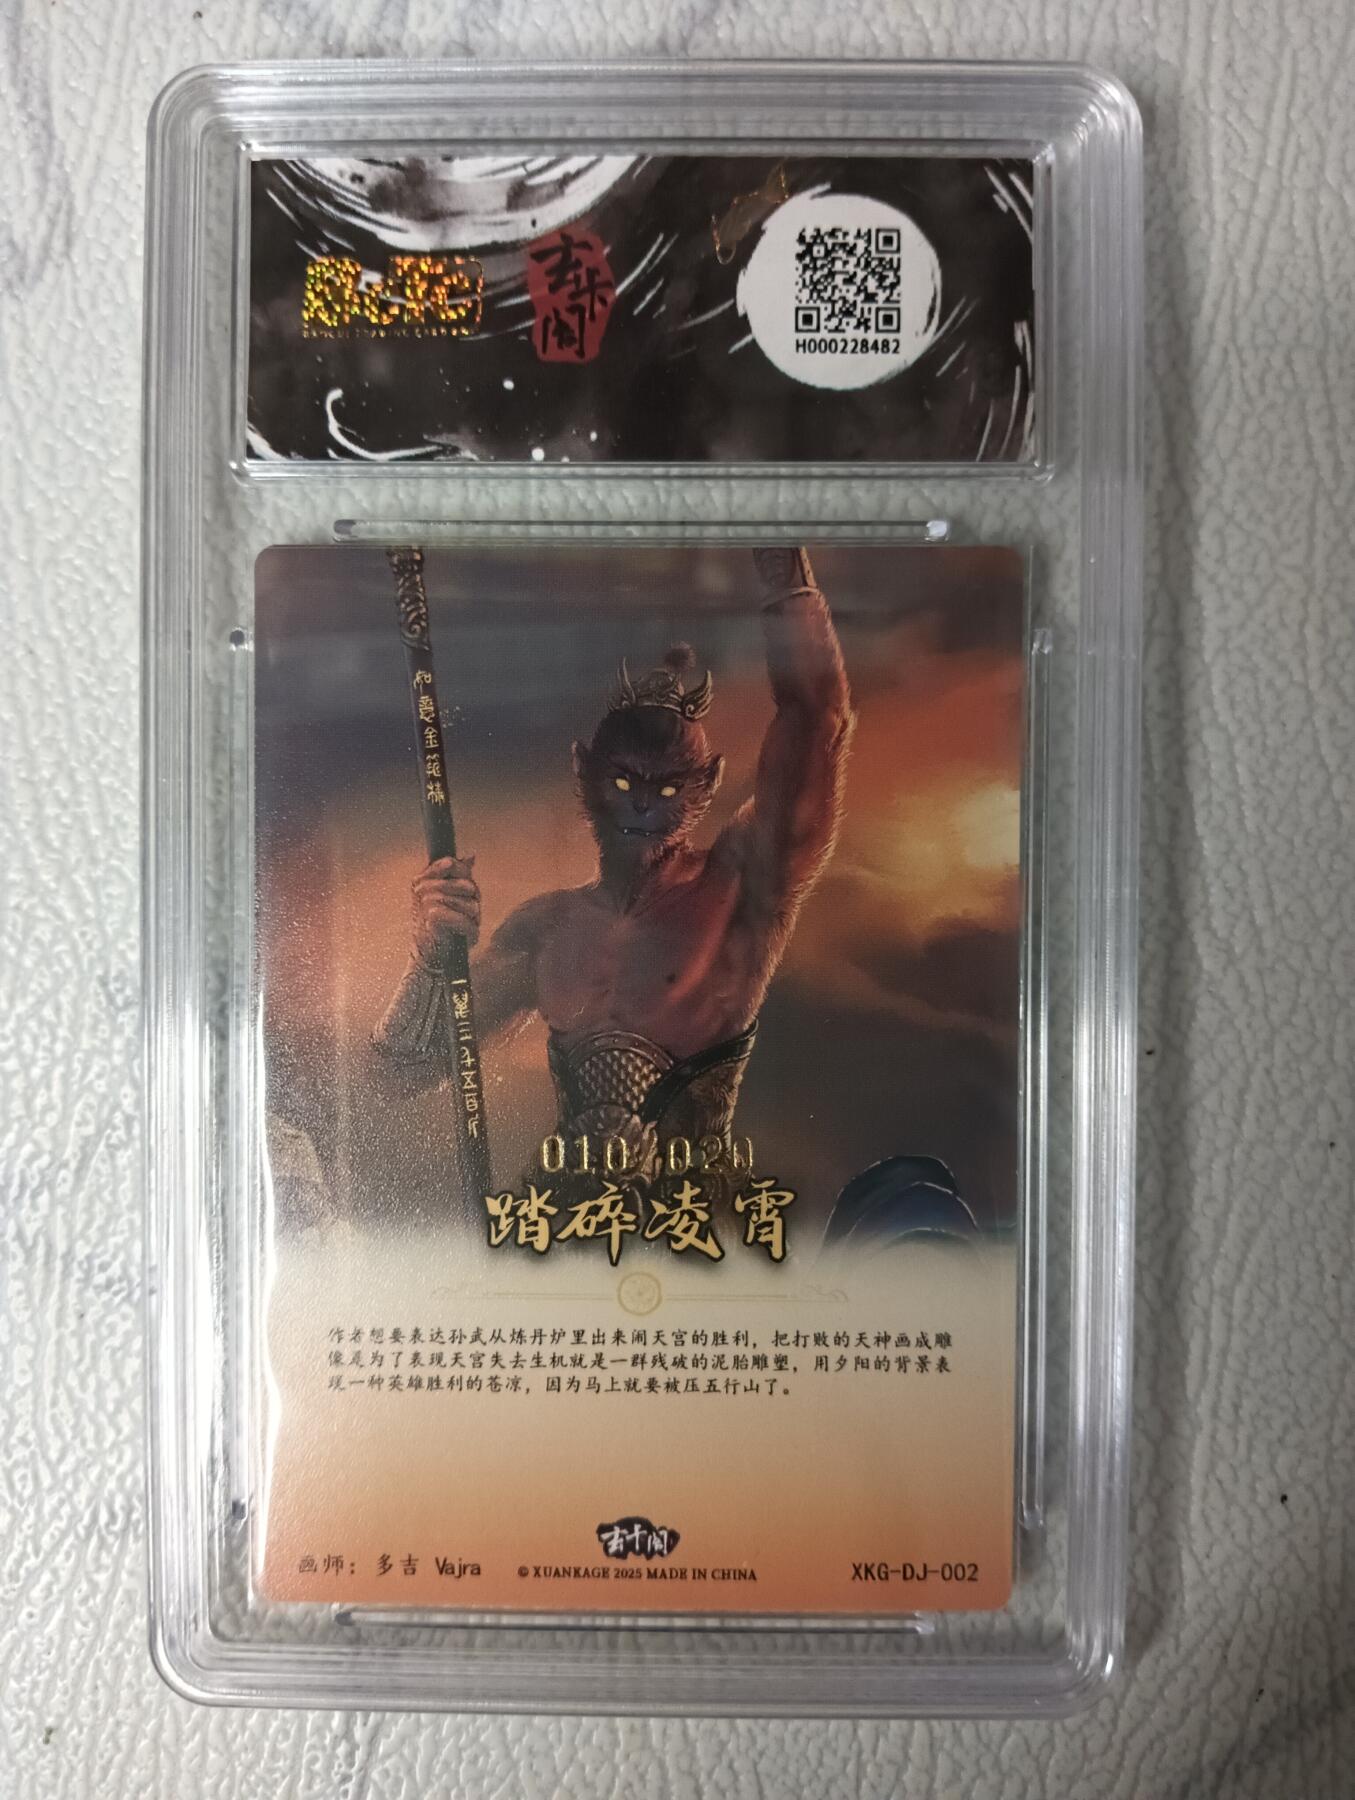 玄卡阁
H000228482
如意金箍棒
一萬三千五百斤
010/020
踏碎凌霄
作者想要表达孙武从炼丹炉里出来闹天宫的胜利，把打败的天神画成雕
像是为了表现天宫失去生机就是一群残破的泥胎雕塑，用夕阳的背景表
现一种英雄胜利的苍凉，因为马上就要被压五行山了。
玄卡阁
画师：多吉 Vajra
© XUANKAGE 2025 MADE IN CHINA
XKG-DJ-002